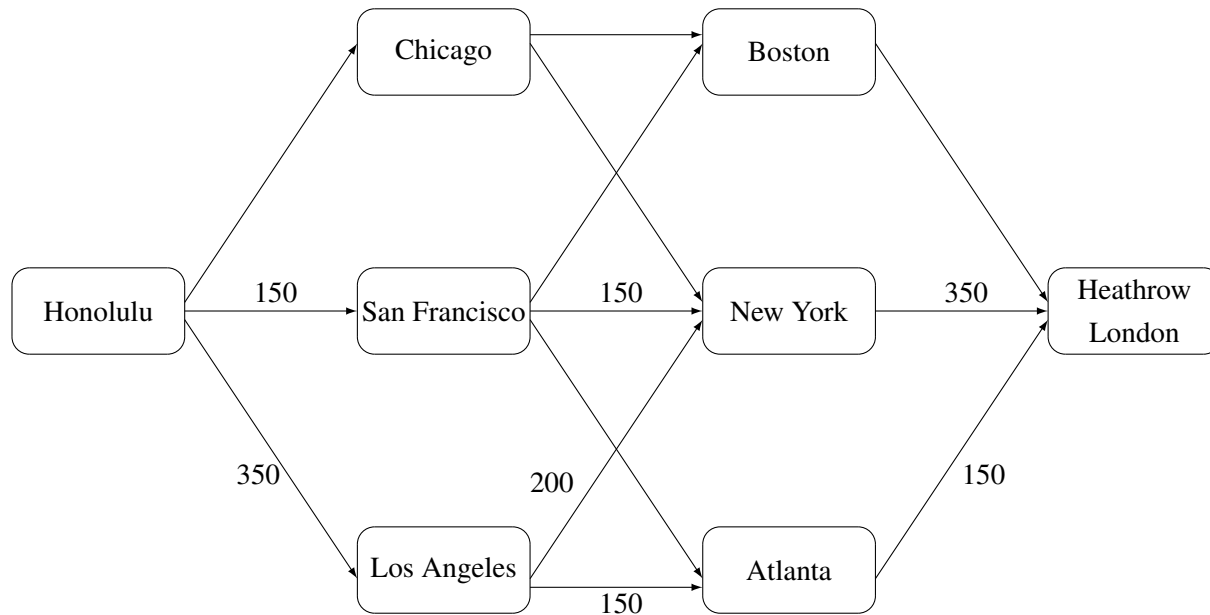 Chicago
Boston
Honolulu
150
San Francisco
150
New York
350
Heathrow
London
350
200
150
Los Angeles
150
Atlanta